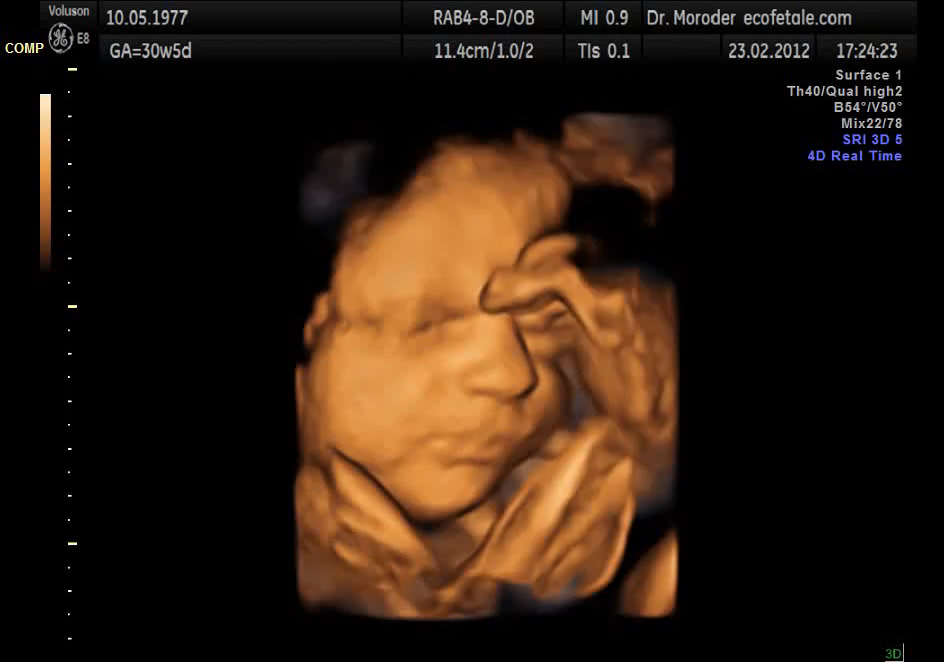 Voluson
E8
COMP
10.05.1977 RAB4-8-D/OB MI 0.9 Dr. Moroder ecofetale.com
GA=30w5d 11.4cm/1.0/2 TIs 0.1 23.02.2012 17:24:23
Surface 1
Th40/Qual high2
B54°/V50°
Mix22/78
SRI 3D 5
4D Real Time
3D